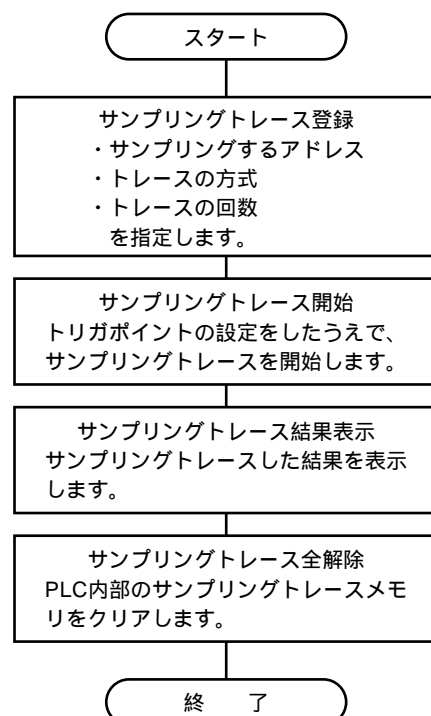 スタート
サンプリングトレース登録
・サンプリングするアドレス
・トレースの方式
・トレースの回数
を指定します。
サンプリングトレース開始
トリガポイントの設定をしたうえで、
サンプリングトレースを開始します。
サンプリングトレース結果表示
サンプリングトレースした結果を表示
します。
サンプリングトレース全解除
PLC内部のサンプリングトレースメモ
リをクリアします。
終　了